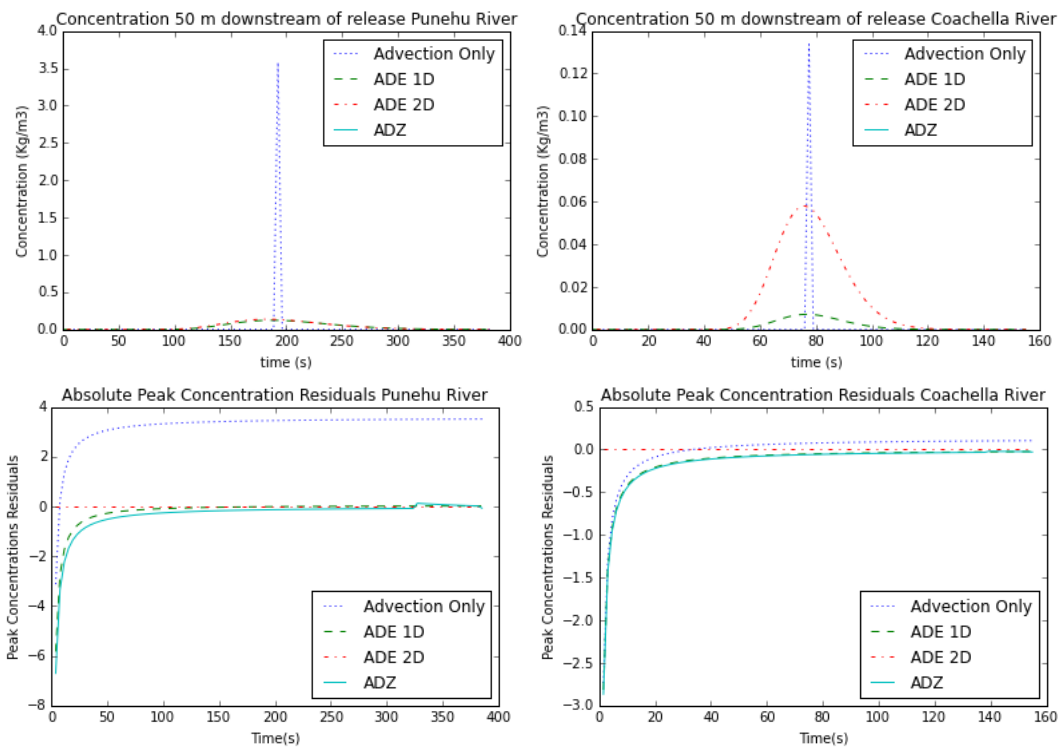 Concentration 50 m downstream of release Punehu River
4.0
3.5
3.0
2.5
2.0
1.5
1.0
0.5
0.0
Concentration (Kg/m3)
0 50 100 150 200 250 300 350 400
time (s)
Advection Only
ADE 1D
ADE 2D
ADZ
Concentration 50 m downstream of release Coachella River
0.14
0.12
0.10
0.08
0.06
0.04
0.02
0.00
Concentration (Kg/m3)
0 20 40 60 80 100 120 140 160
time (s)
Advection Only
ADE 1D
ADE 2D
ADZ
Absolute Peak Concentration Residuals Punehu River
4
2
0
−2
−4
−6
−8
Peak Concentrations Residuals
0 50 100 150 200 250 300 350 400
Time(s)
Advection Only
ADE 1D
ADE 2D
ADZ
Absolute Peak Concentration Residuals Coachella River
0.5
0.0
−0.5
−1.0
−1.5
−2.0
−2.5
−3.0
Peak Concentrations Residuals
0 20 40 60 80 100 120 140 160
Time(s)
Advection Only
ADE 1D
ADE 2D
ADZ